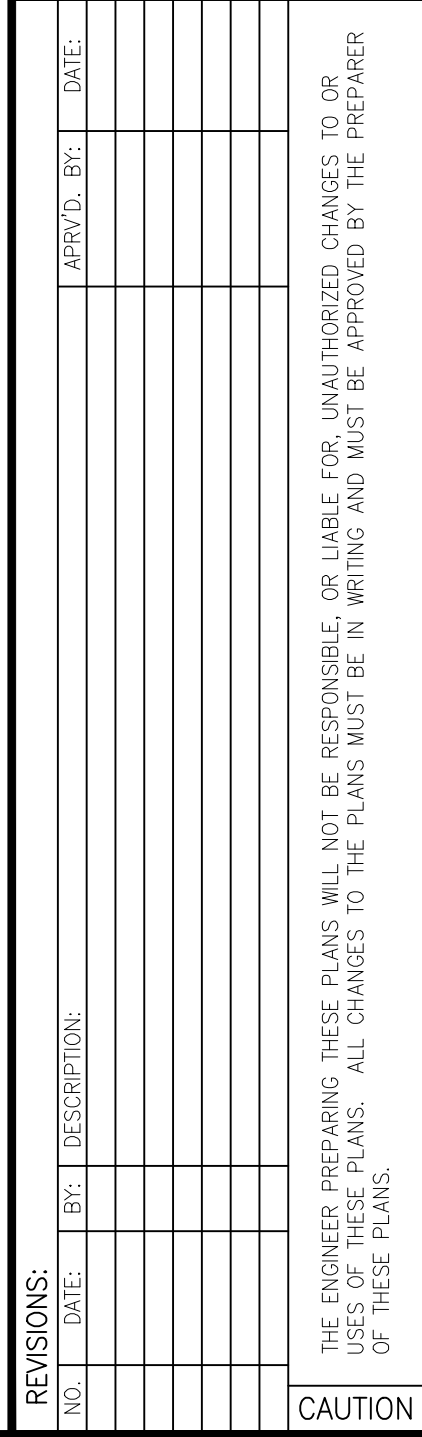 REVISIONS:
NO. DATE: BY: DESCRIPTION: APRV'D. BY: DATE:
THE ENGINEER PREPARING THESE PLANS WILL NOT BE RESPONSIBLE, OR LIABLE FOR, UNAUTHORIZED CHANGES TO OR
USES OF THESE PLANS. ALL CHANGES TO THE PLANS MUST BE IN WRITING AND MUST BE APPROVED BY THE PREPARER
OF THESE PLANS.
CAUTION